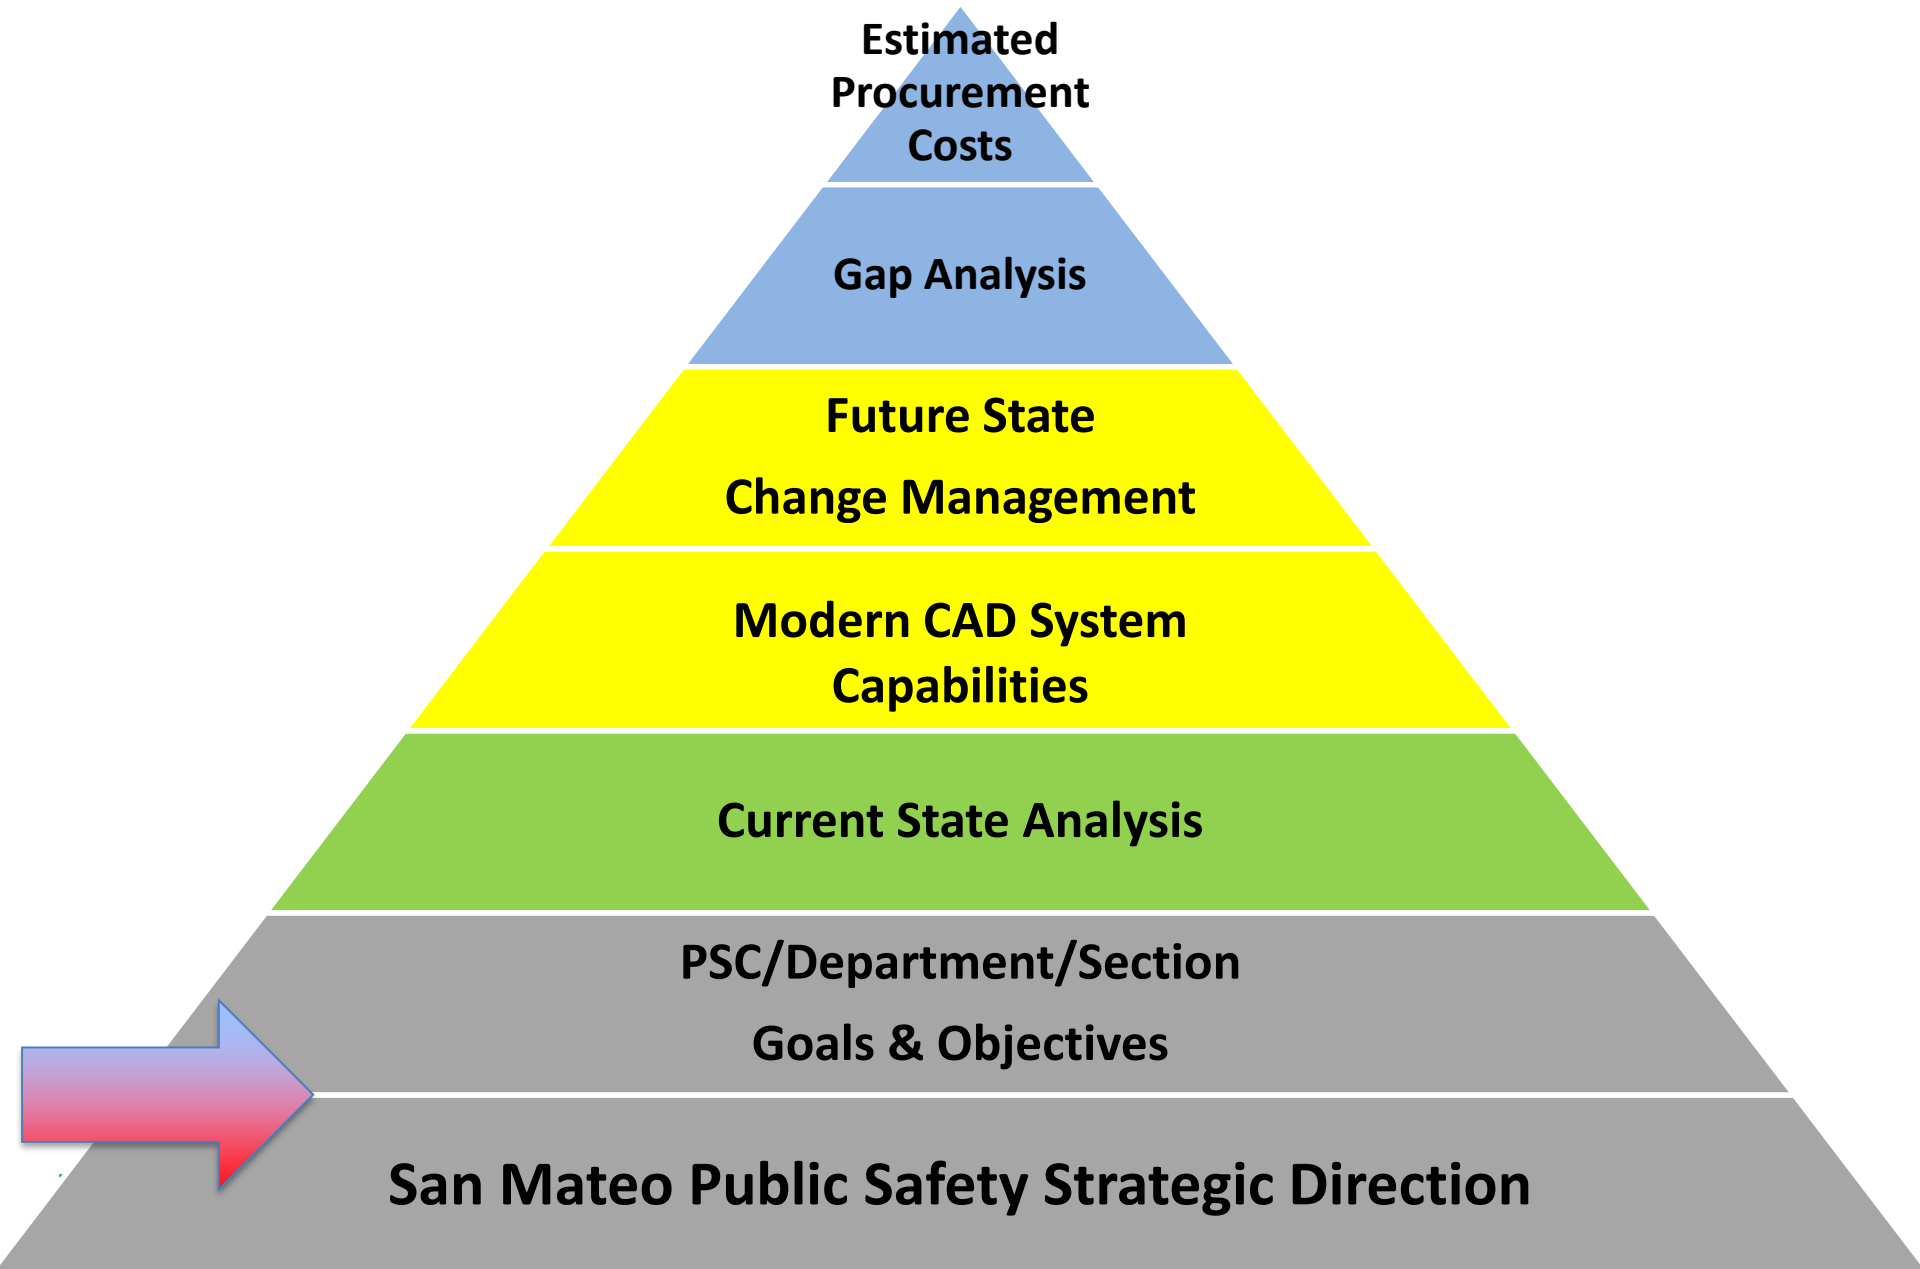 Estimated
Procurement
Costs
Gap Analysis
Future State
Change Management
Modern CAD System
Capabilities
Current State Analysis
PSC/Department/Section
Goals & Objectives
San Mateo Public Safety Strategic Direction